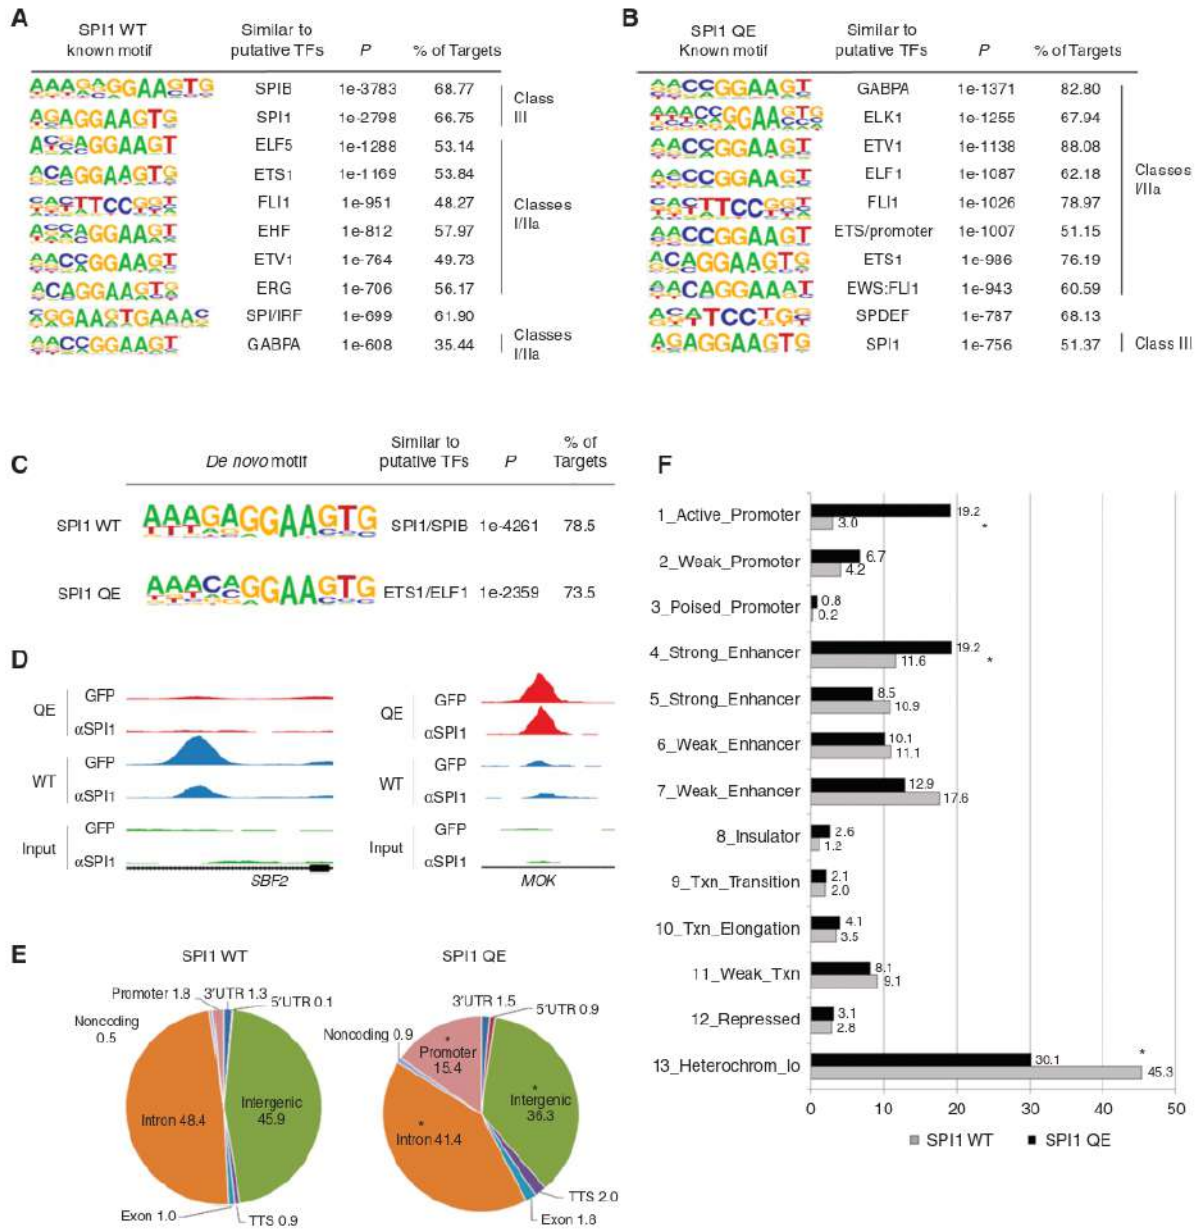 A
SPI1 WT known motif
Similar to putative TFs
P
% of Targets
SPIB 1e-3783 68.77
SPI1 1e-2798 66.75
ELF5 1e-1288 53.14
ETS1 1e-1169 53.84
FLI1 1e-951 48.27
EHF 1e-812 57.97
ETV1 1e-764 49.73
ERG 1e-706 56.17
SPI/IRF 1e-699 61.90
GABPA 1e-608 35.44
Class III
Classes I/IIa
Classes I/IIa
B
SPI1 QE Known motif
Similar to putative TFs
P
% of Targets
GABPA 1e-1371 82.80
ELK1 1e-1255 67.94
ETV1 1e-1138 88.08
ELF1 1e-1087 62.18
FLI1 1e-1026 78.97
ETS/promoter 1e-1007 51.15
ETS1 1e-986 76.19
EWS:FLI1 1e-943 60.59
SPDEF 1e-787 68.13
SPI1 1e-756 51.37
Classes I/IIa
Class III
C
De novo motif
Similar to putative TFs
P
% of Targets
SPI1 WT AAAGAGGAAGTG SPI1/SPIB 1e-4261 78.5
SPI1 QE AAACAGGAAGTG ETS1/ELF1 1e-2359 73.5
D
QE
GFP
αSPI1
WT
GFP
αSPI1
Input
GFP
αSPI1
SBF2
QE
GFP
αSPI1
WT
GFP
αSPI1
Input
GFP
αSPI1
MOK
E
SPI1 WT
Promoter 1.8
3'UTR 1.3
5'UTR 0.1
Noncoding 0.5
Intron 48.4
Intergenic 45.9
Exon 1.0
TTS 0.9
SPI1 QE
3'UTR 1.5
5'UTR 0.9
Noncoding 0.9
* Promoter 15.4
* Intergenic 36.3
* Intron 41.4
TTS 2.0
Exon 1.8
F
1_Active_Promoter 19.2 3.0 *
2_Weak_Promoter 6.7 4.2
3_Poised_Promoter 0.8 0.2
4_Strong_Enhancer 19.2 11.6 *
5_Strong_Enhancer 8.5 10.9
6_Weak_Enhancer 10.1 11.1
7_Weak_Enhancer 12.9 17.6
8_Insulator 2.6 1.2
9_Txn_Transition 2.1 2.0
10_Txn_Elongation 4.1 3.5
11_Weak_Txn 8.1 9.1
12_Repressed 3.1 2.8
13_Heterochrom_lo 30.1 45.3 *
0 10 20 30 40 50
SPI1 WT SPI1 QE